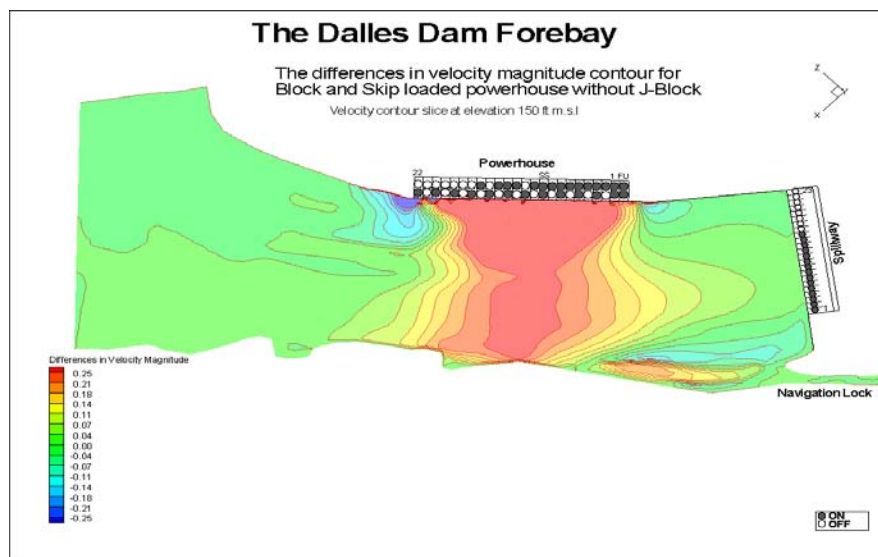 The Dalles Dam Forebay
The differences in velocity magnitude contour for
Block and Skip loaded powerhouse without J-Block
Velocity contour slice at elevation 150 ft m.s.l
Z
X
Powerhouse
22
SS
1 FU
23
Spillway
1
Differences in Velocity Magnitude
0.25
0.21
0.18
0.14
0.11
0.07
0.04
0.00
-0.04
-0.07
-0.11
-0.14
-0.18
-0.21
-0.25
Navigation Lock
ON
OFF